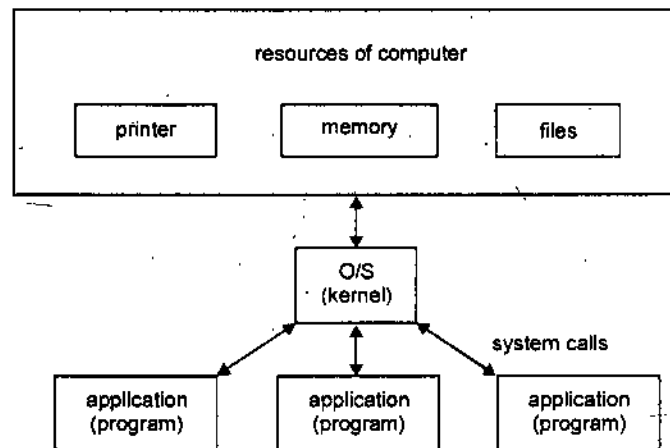 resources of computer
printer
memory
files
O/S
(kernel)
system calls
application
(program)
application
(program)
application
(program)